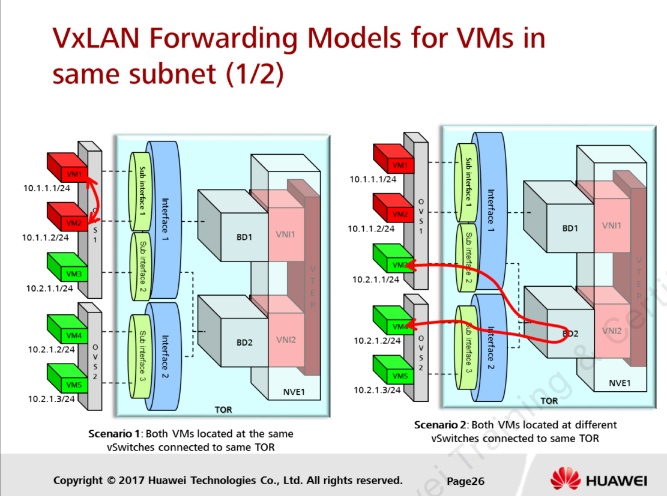 VxLAN Forwarding Models for VMs in
same subnet (1/2)
VM1
10.1.1.1/24
VM2
10.1.1.2/24
VM3
10.2.1.1/24
VM4
10.2.1.2/24
VM5
10.2.1.3/24
OVS1
OVS2
Sub interface 1
Sub interface 2
Sub interface 3
Interface 1
Interface 2
BD1
VNI1
BD2
VNI2
VTEP
NVE1
TOR
Scenario 1: Both VMs located at the same
vSwitches connected to same TOR
VM1
10.1.1.1/24
VM2
10.1.1.2/24
VM3
10.2.1.1/24
VM4
10.2.1.2/24
VM5
10.2.1.3/24
OVS1
OVS2
Sub interface 1
Sub interface 2
Sub interface 3
Interface 1
Interface 2
BD1
VNI1
BD2
VNI2
VTEP
NVE1
TOR
Scenario 2: Both VMs located at different
vSwitches connected to same TOR
Training & Certi
Copyright © 2017 Huawei Technologies Co., Ltd. All rights reserved.
Page26
HUAWEI